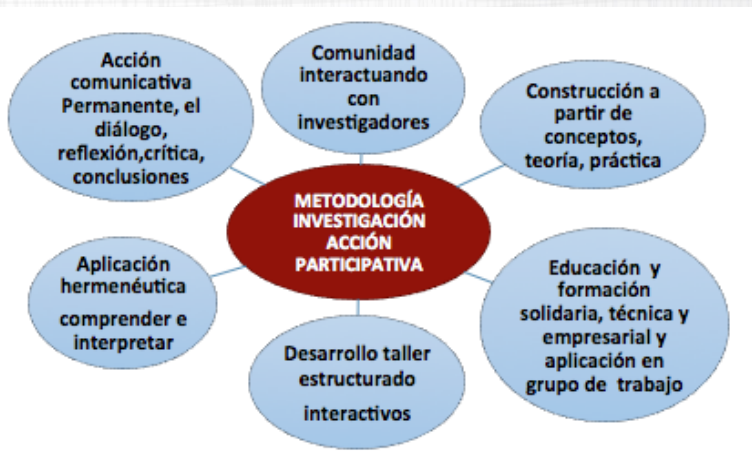 Acción
comunicativa
Permanente, el
diálogo,
reflexión,crítica,
conclusiones
Comunidad
interactuando
con
investigadores
Construcción a
partir de
conceptos,
teoría, práctica
METODOLOGÍA
INVESTIGACIÓN
ACCIÓN
PARTICIPATIVA
Aplicación
hermenéutica
comprender e
interpretar
Desarrollo taller
estructurado
interactivos
Educación y
formación
solidaria, técnica y
empresarial y
aplicación en
grupo de trabajo